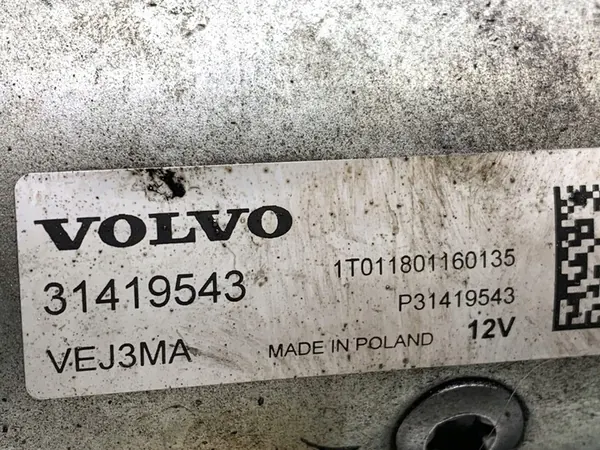 VOLVO
31419543
VEJ3MA
1T011801160135
P31419543
MADE IN POLAND 12V